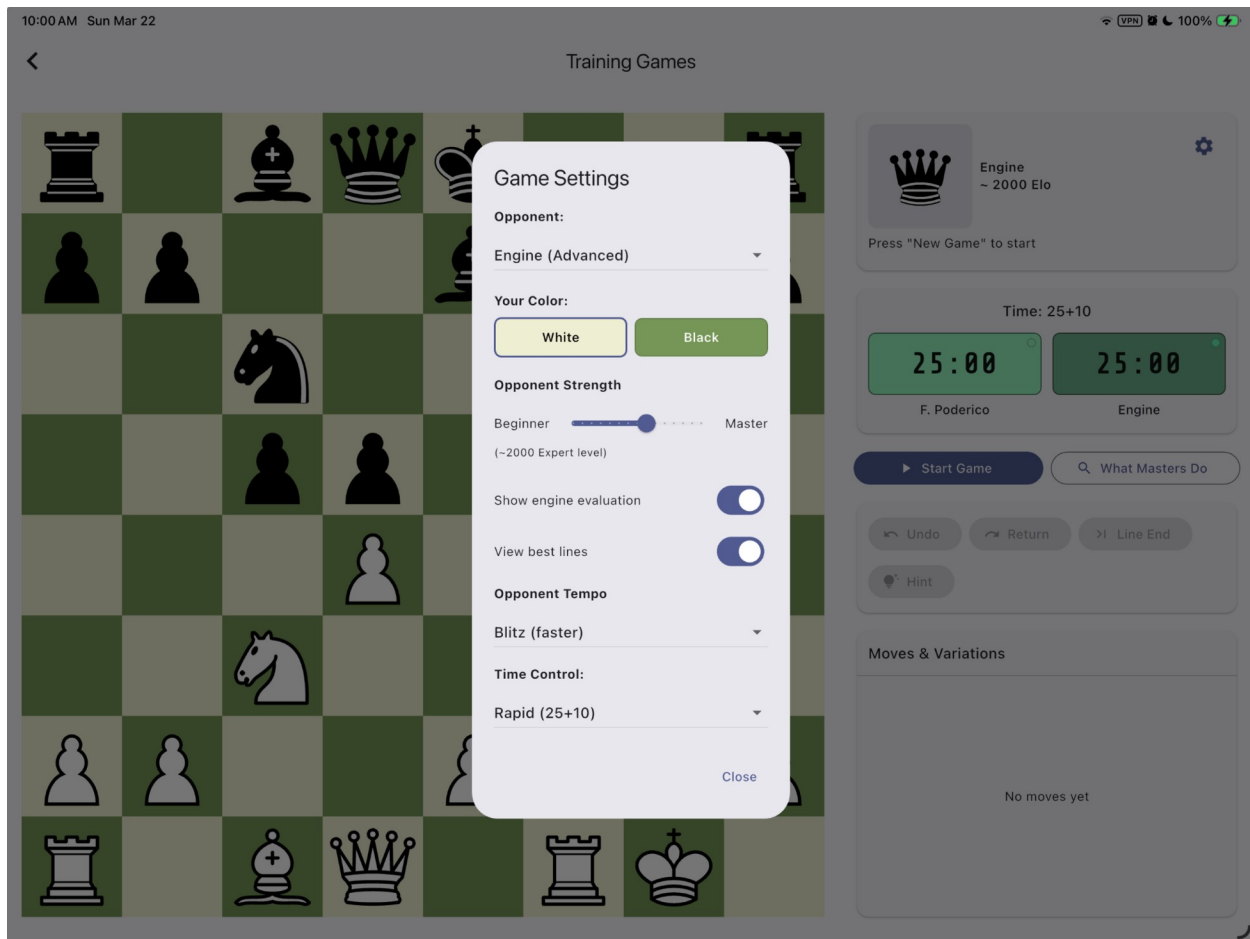 10:00 AM Sun Mar 22
VPN 100%
Training Games
Game Settings
Opponent:
Engine (Advanced)
Your Color:
White Black
Opponent Strength
Beginner Master
(~2000 Expert level)
Show engine evaluation
View best lines
Opponent Tempo
Blitz (faster)
Time Control:
Rapid (25+10)
Close
Engine
~ 2000 Elo
Press "New Game" to start
Time: 25+10
25:00 25:00
F. Poderico Engine
Start Game What Masters Do
Undo Return Line End
Hint
Moves & Variations
No moves yet